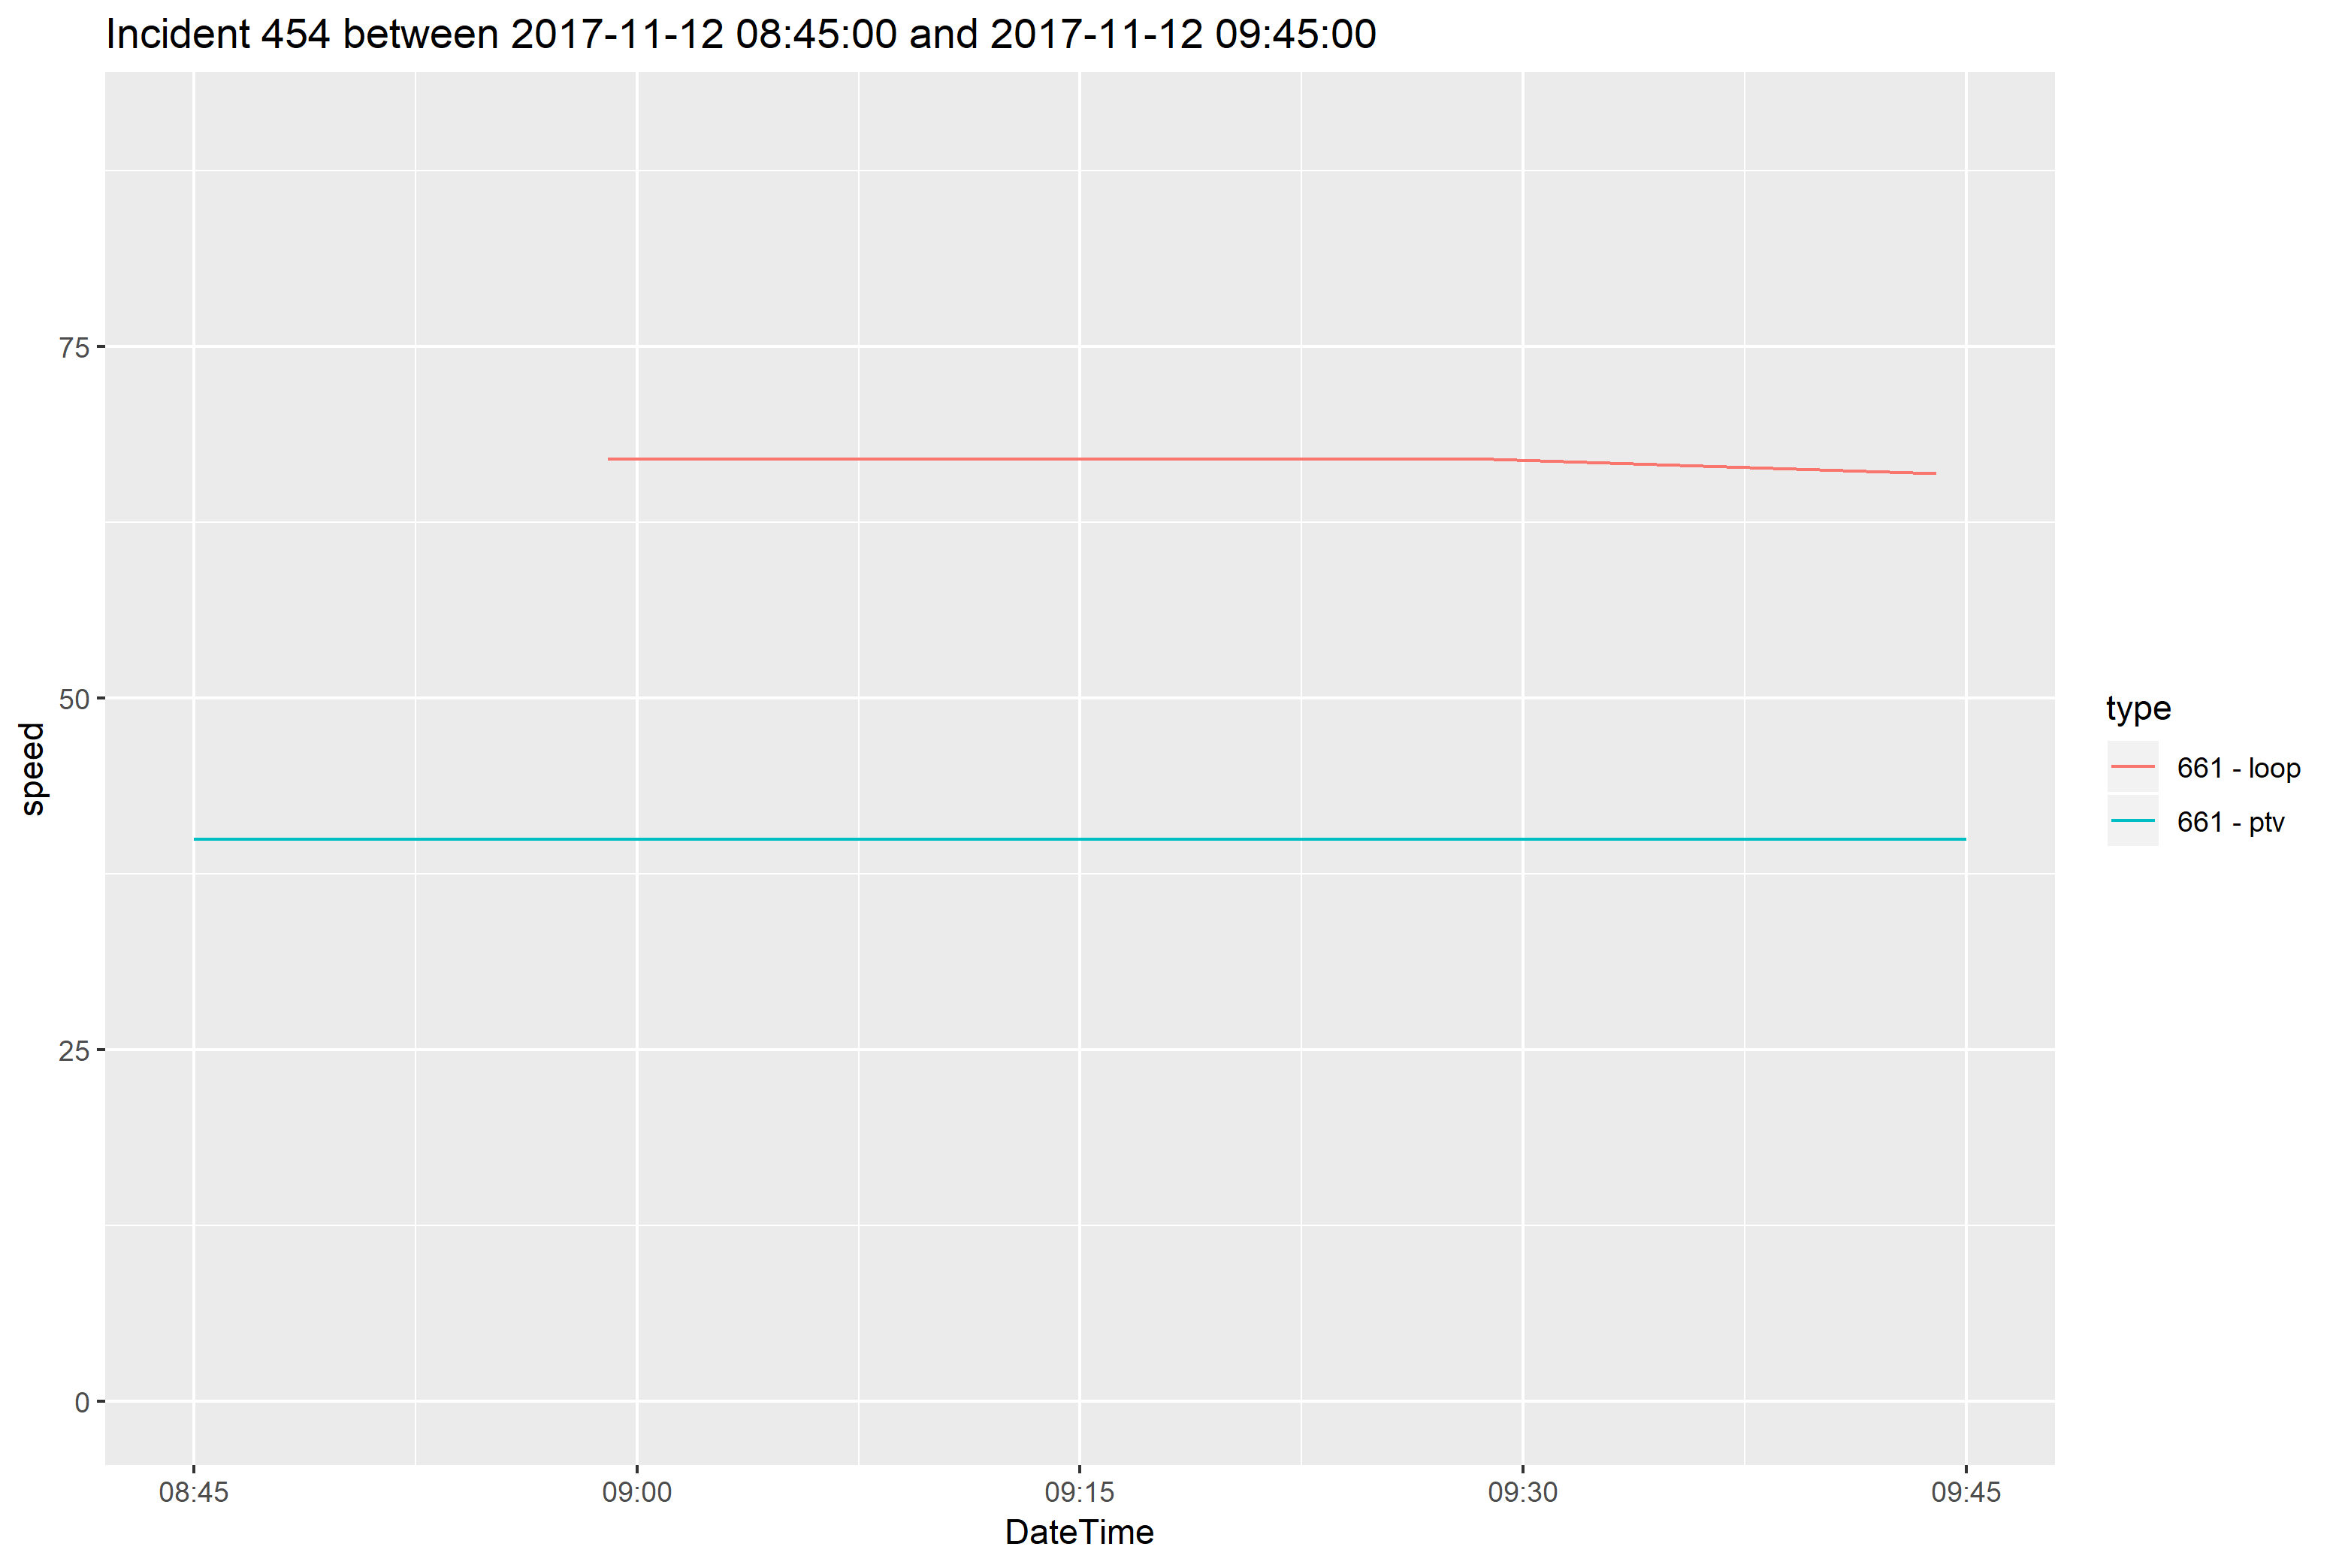 Incident 454 between 2017-11-12 08:45:00 and 2017-11-12 09:45:00
speed
75
50
25
0
08:45 09:00 09:15 09:30 09:45
DateTime
type
661 - loop
661 - ptv